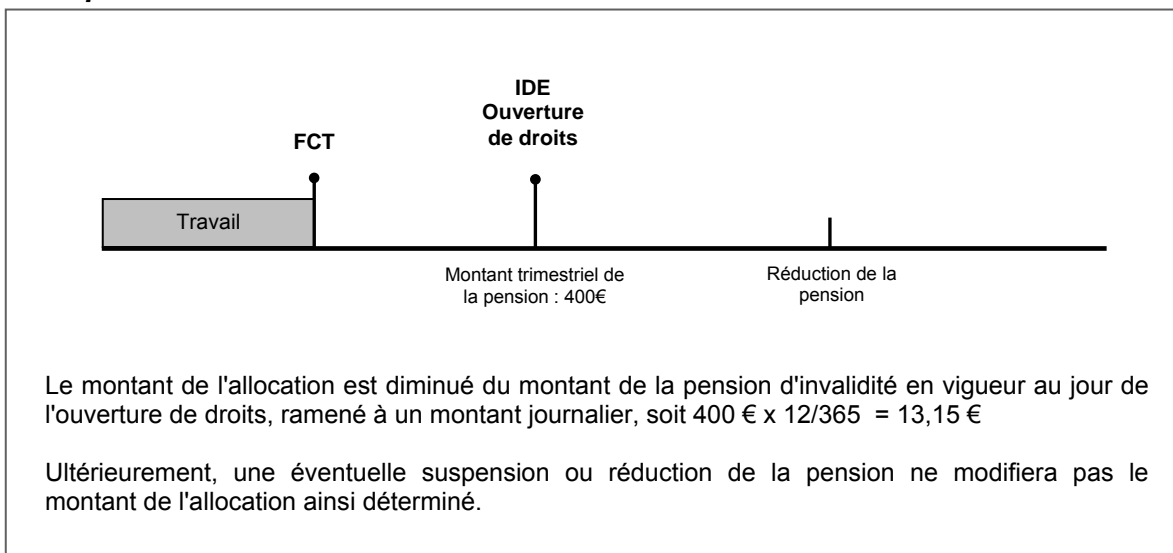 IDE
Ouverture
de droits
FCT
Travail
Montant trimestriel de
la pension : 400€
Réduction de la
pension
Le montant de l'allocation est diminué du montant de la pension d'invalidité en vigueur au jour de
l'ouverture de droits, ramené à un montant journalier, soit 400 € x 12/365 = 13,15 €
Ultérieurement, une éventuelle suspension ou réduction de la pension ne modifiera pas le
montant de l'allocation ainsi déterminé.